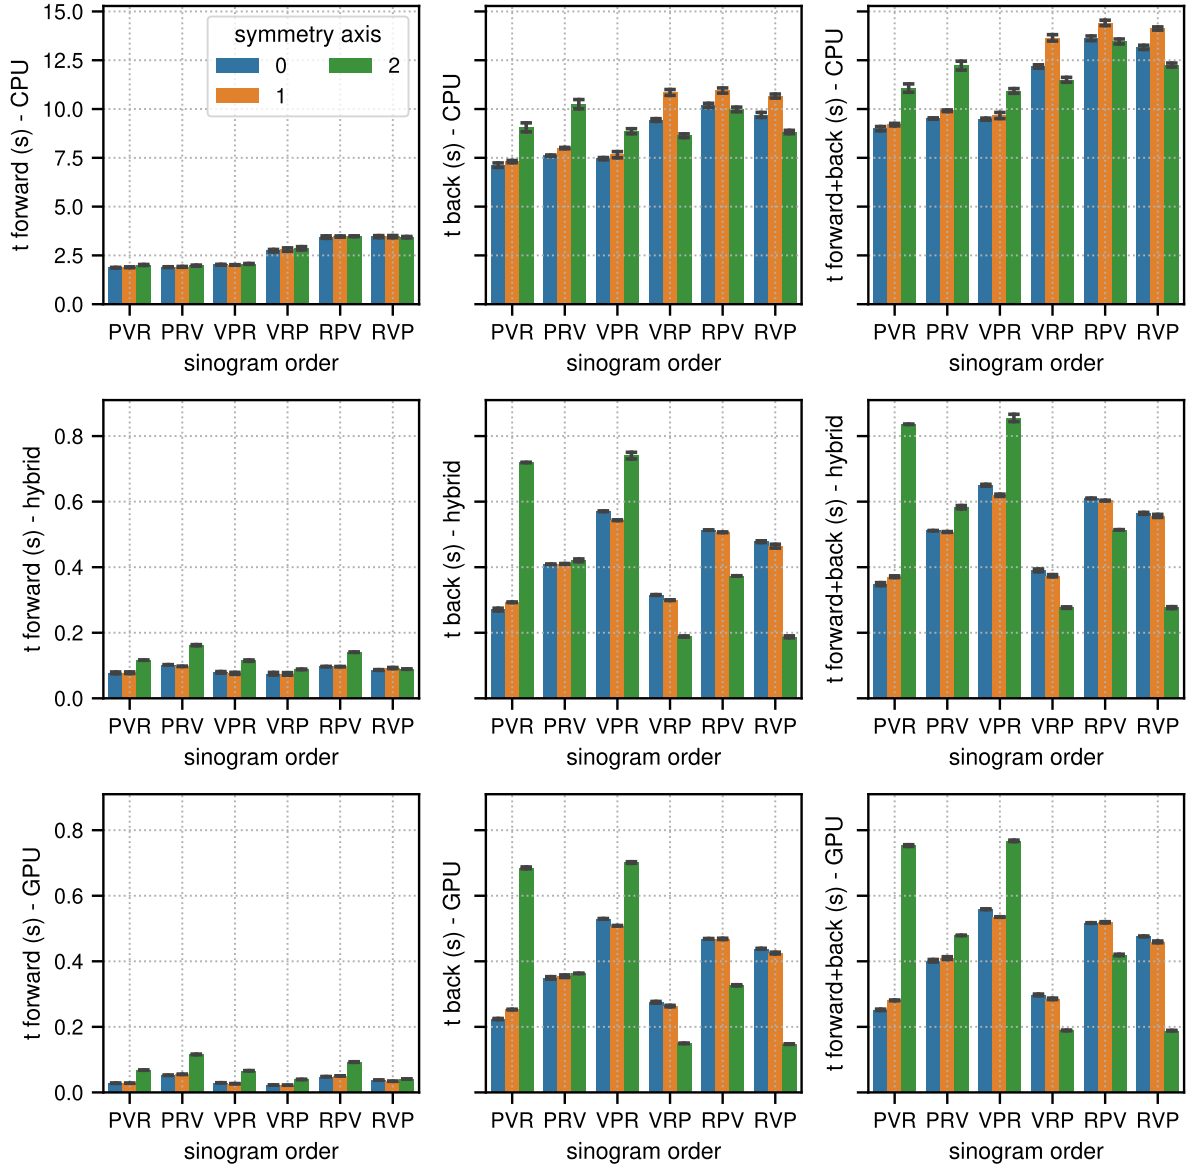 t forward (s) - CPU
15.0
12.5
10.0
7.5
5.0
2.5
0.0
symmetry axis
0 2
1
PVR PRV VPR VRP RPV RVP
sinogram order
t back (s) - CPU
PVR PRV VPR VRP RPV RVP
sinogram order
t forward+back (s) - CPU
PVR PRV VPR VRP RPV RVP
sinogram order
t forward (s) - hybrid
0.8
0.6
0.4
0.2
0.0
PVR PRV VPR VRP RPV RVP
sinogram order
t back (s) - hybrid
PVR PRV VPR VRP RPV RVP
sinogram order
t forward+back (s) - hybrid
PVR PRV VPR VRP RPV RVP
sinogram order
t forward (s) - GPU
0.8
0.6
0.4
0.2
0.0
PVR PRV VPR VRP RPV RVP
sinogram order
t back (s) - GPU
PVR PRV VPR VRP RPV RVP
sinogram order
t forward+back (s) - GPU
PVR PRV VPR VRP RPV RVP
sinogram order